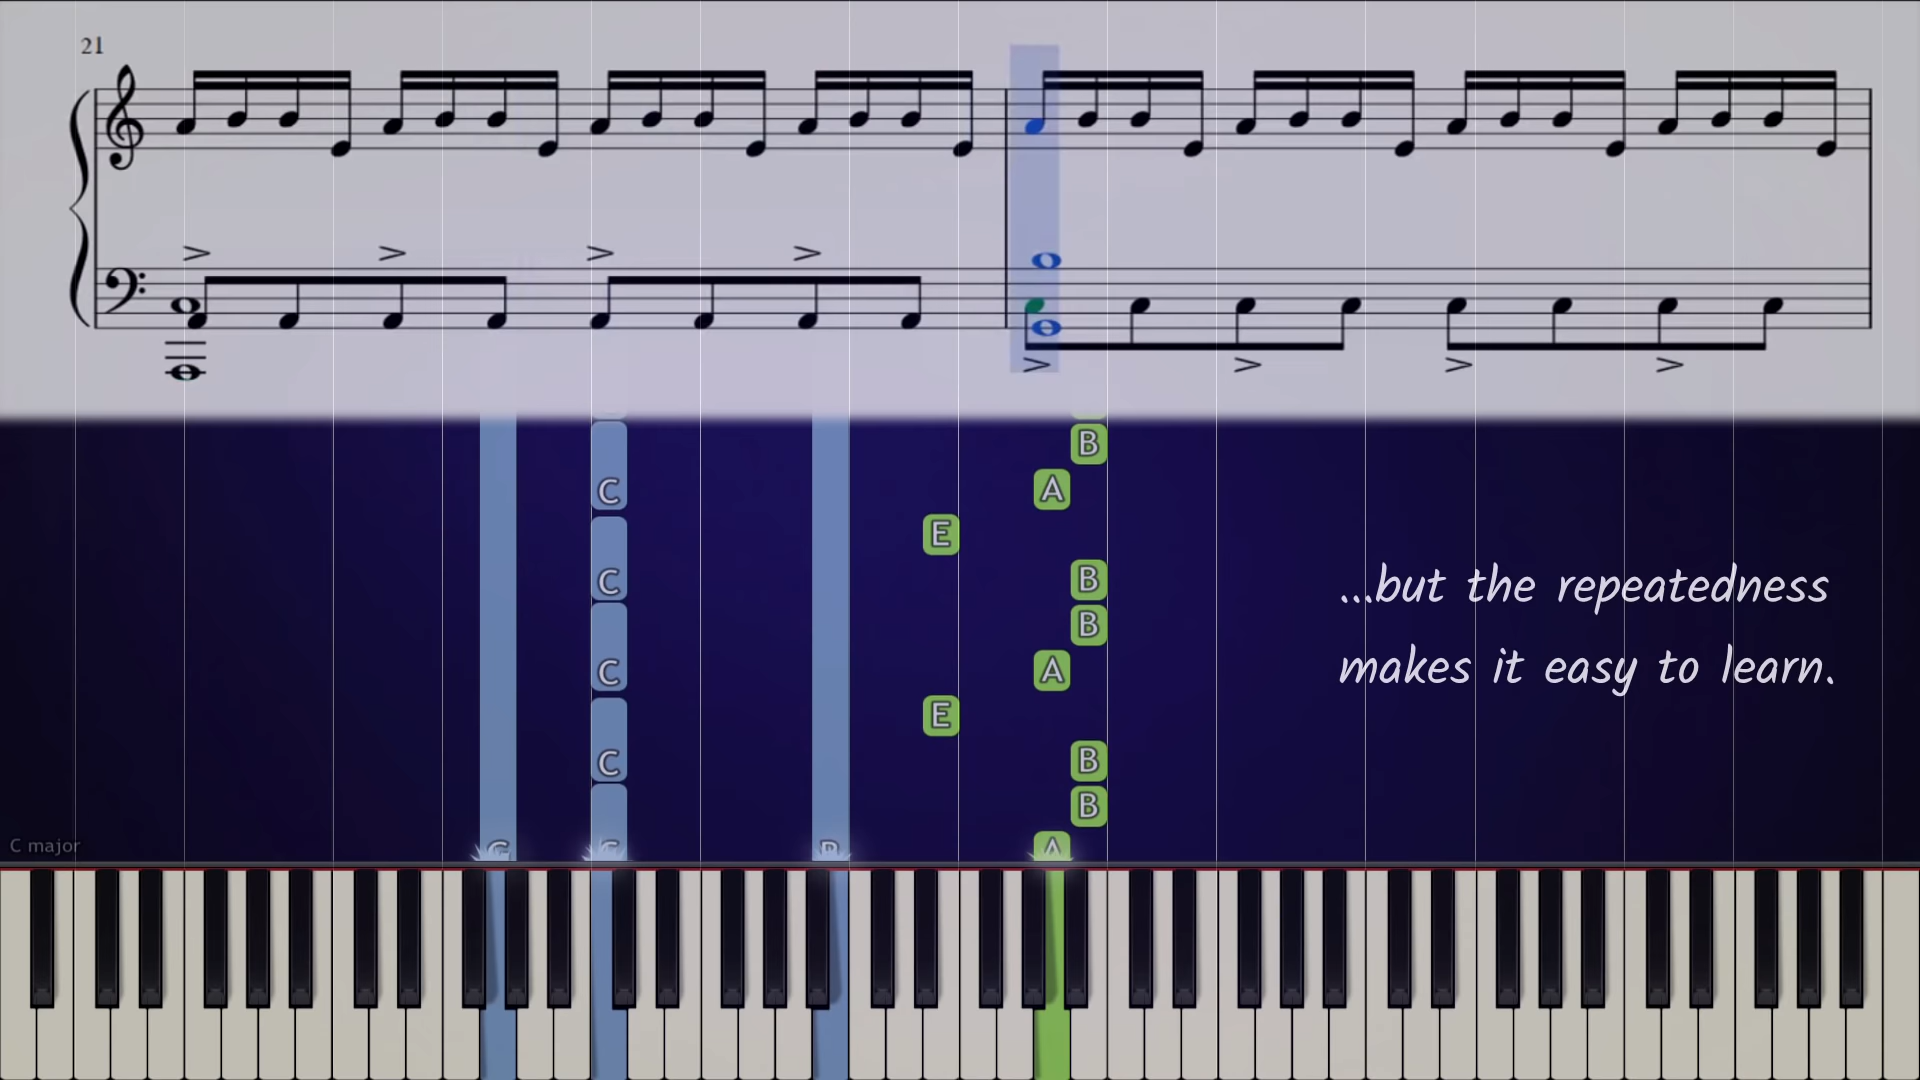 21
B
C
A
E
C
B
B
C
A
E
C
B
B
G
C
B
A
...but the repeatedness
makes it easy to learn.
C major